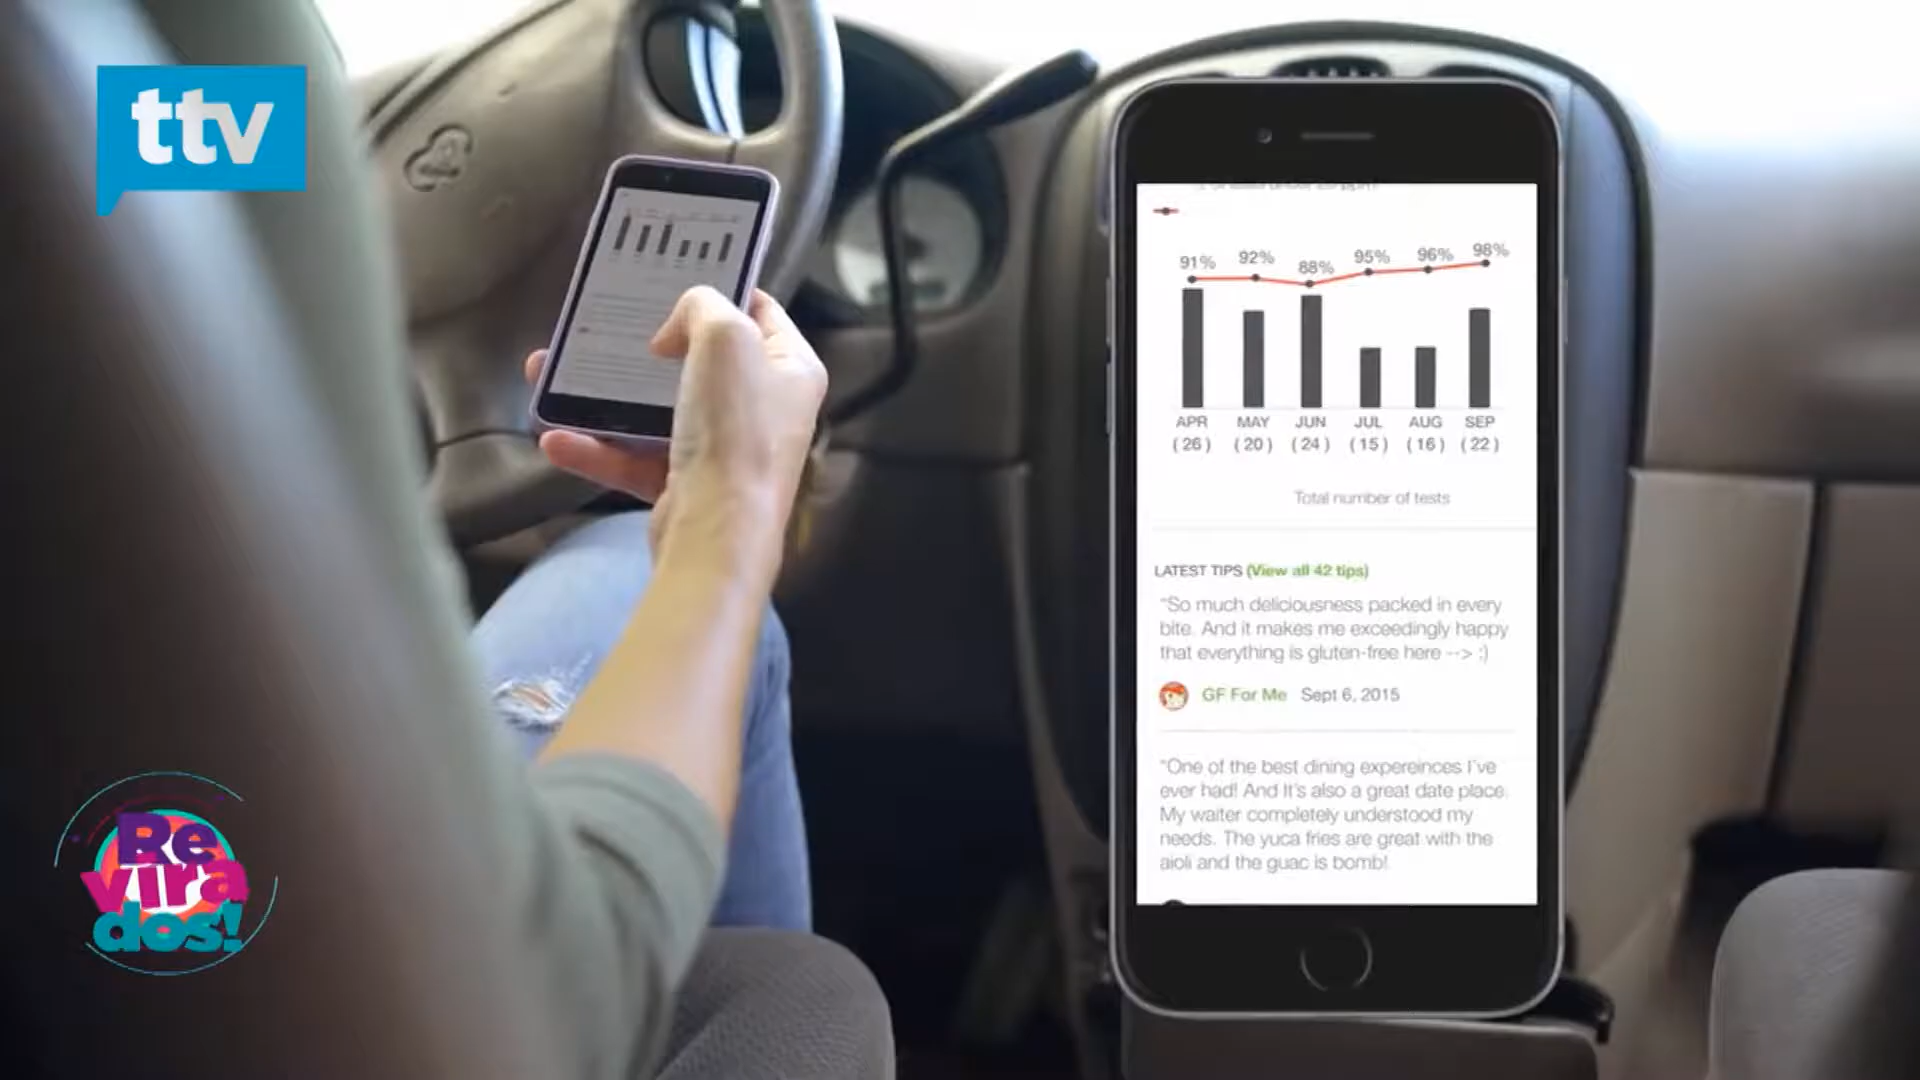 ttv
91% 92% 88% 95% 96% 98%
APR MAY JUN JUL AUG SEP
(26) (20) (24) (15) (16) (22)
Total number of tests
LATEST TIPS (View all 42 tips)
"So much deliciousness packed in every
bite. And it makes me exceedingly happy
that everything is gluten-free here --> :)
GF For Me Sept 6, 2015
"One of the best dining expereinces I've
ever had! And It's also a great date place.
My waiter completely understood my
needs. The yuca fries are great with the
aioli and the guac is bomb!
Re
vira
dos!